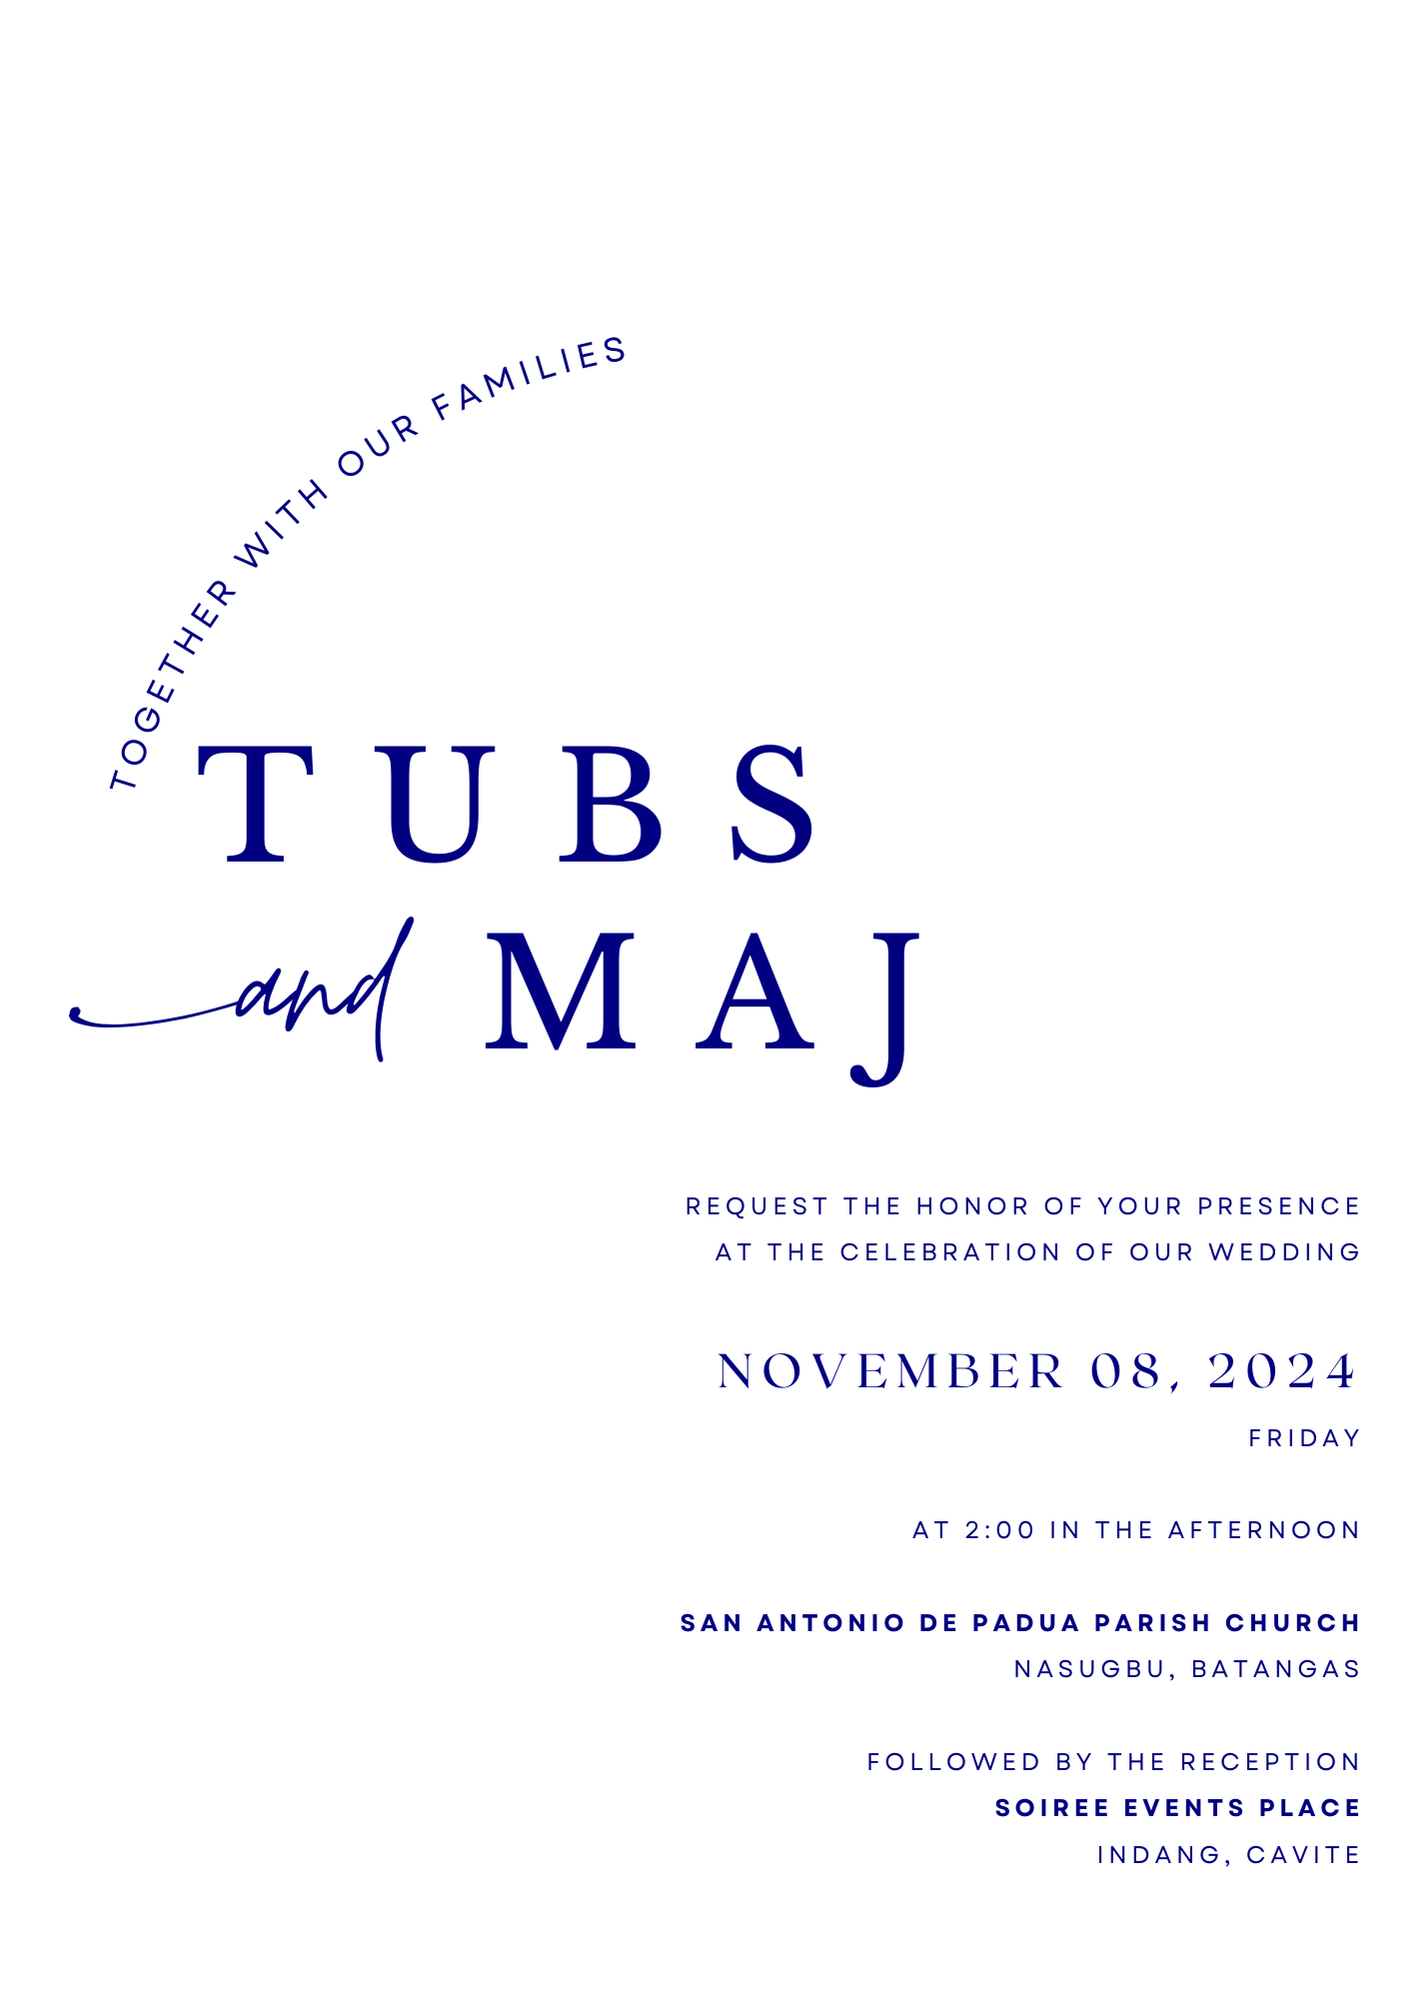 TOGETHER WITH OUR FAMILIES
TUBS
and MAJ
REQUEST THE HONOR OF YOUR PRESENCE
AT THE CELEBRATION OF OUR WEDDING
NOVEMBER 08, 2024
FRIDAY
AT 2:00 IN THE AFTERNOON
SAN ANTONIO DE PADUA PARISH CHURCH
NASUGBU, BATANGAS
FOLLOWED BY THE RECEPTION
SOIREE EVENTS PLACE
INDANG, CAVITE